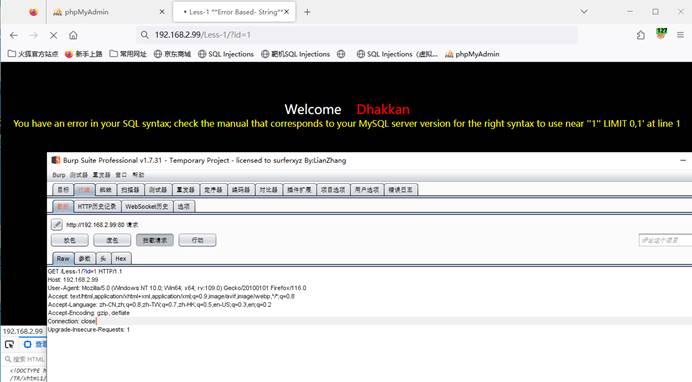 phpMyAdmin
Less-1 **Error Based- String**
192.168.2.99/Less-1/?id=1
127
火狐官方站点 新手上路 常用网址 京东商城 SQL Injections 靶机SQL Injections SQL Injections (虚拟... phpMyAdmin
Welcome Dhakkan
You have an error in your SQL syntax; check the manual that corresponds to your MySQL server version for the right syntax to use near ''1'' LIMIT 0,1' at line 1
Burp Suite Professional v1.7.31 - Temporary Project - licensed to surferxyz By:LianZhang
Burp 测试器 重发器 窗口 帮助
目标 代理 蜘蛛 扫描器 测试器 重发器 定序器 编码器 对比器 插件扩展 项目选项 用户选项 错误日志
截断 HTTP历史记录 WebSocket历史 选项
http://192.168.2.99:80 请求
放包 废包 拦截请求 行动
Raw 参数 头 Hex
GET /Less-1/?id=1 HTTP/1.1
Host: 192.168.2.99
User-Agent: Mozilla/5.0 (Windows NT 10.0; Win64; x64; rv:109.0) Gecko/20100101 Firefox/116.0
Accept: text/html,application/xhtml+xml,application/xml;q=0.9,image/avif,image/webp,*/*;q=0.8
Accept-Language: zh-CN,zh;q=0.8,zh-TW;q=0.7,zh-HK;q=0.5,en-US;q=0.3,en;q=0.2
Accept-Encoding: gzip, deflate
Connection: close
Upgrade-Insecure-Requests: 1
192.168.2.99
查
搜索 HTML
<!DOCTYPE h
/TR/xhtml1/